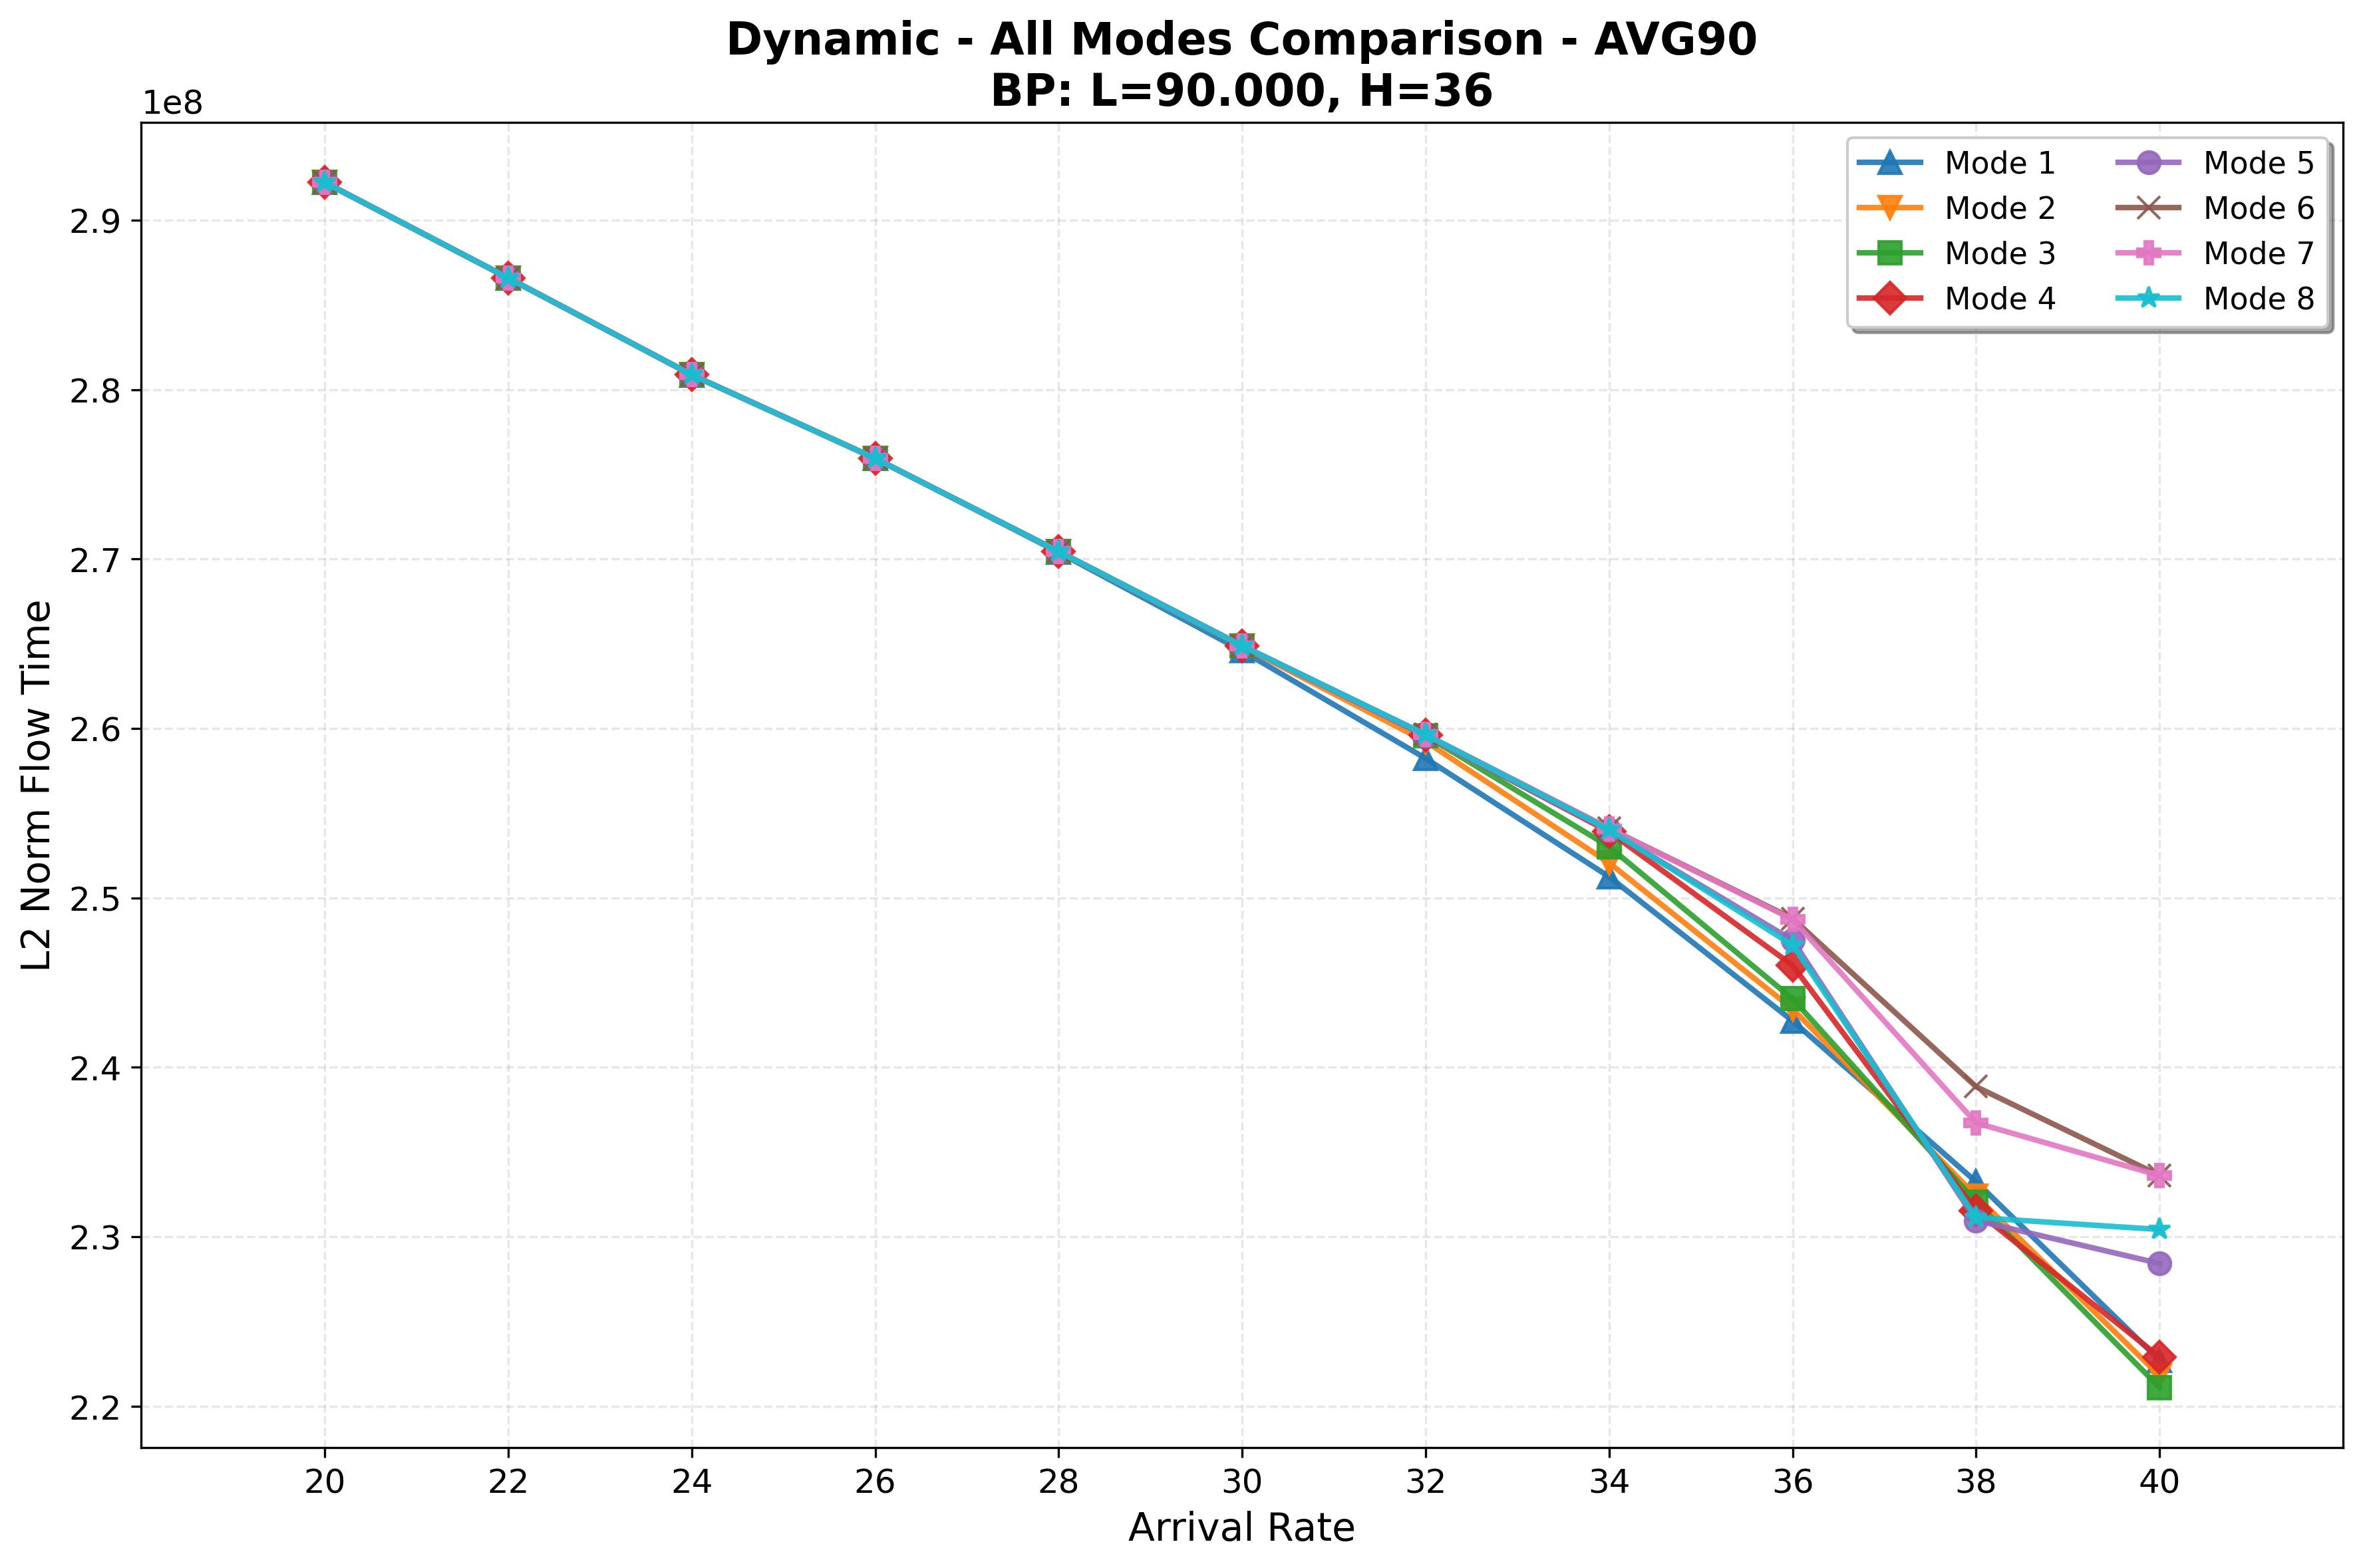 Dynamic - All Modes Comparison - AVG90
BP: L=90.000, H=36
1e8
Mode 1
Mode 2
Mode 3
Mode 4
Mode 5
Mode 6
Mode 7
Mode 8
L2 Norm Flow Time
2.9
2.8
2.7
2.6
2.5
2.4
2.3
2.2
20 22 24 26 28 30 32 34 36 38 40
Arrival Rate